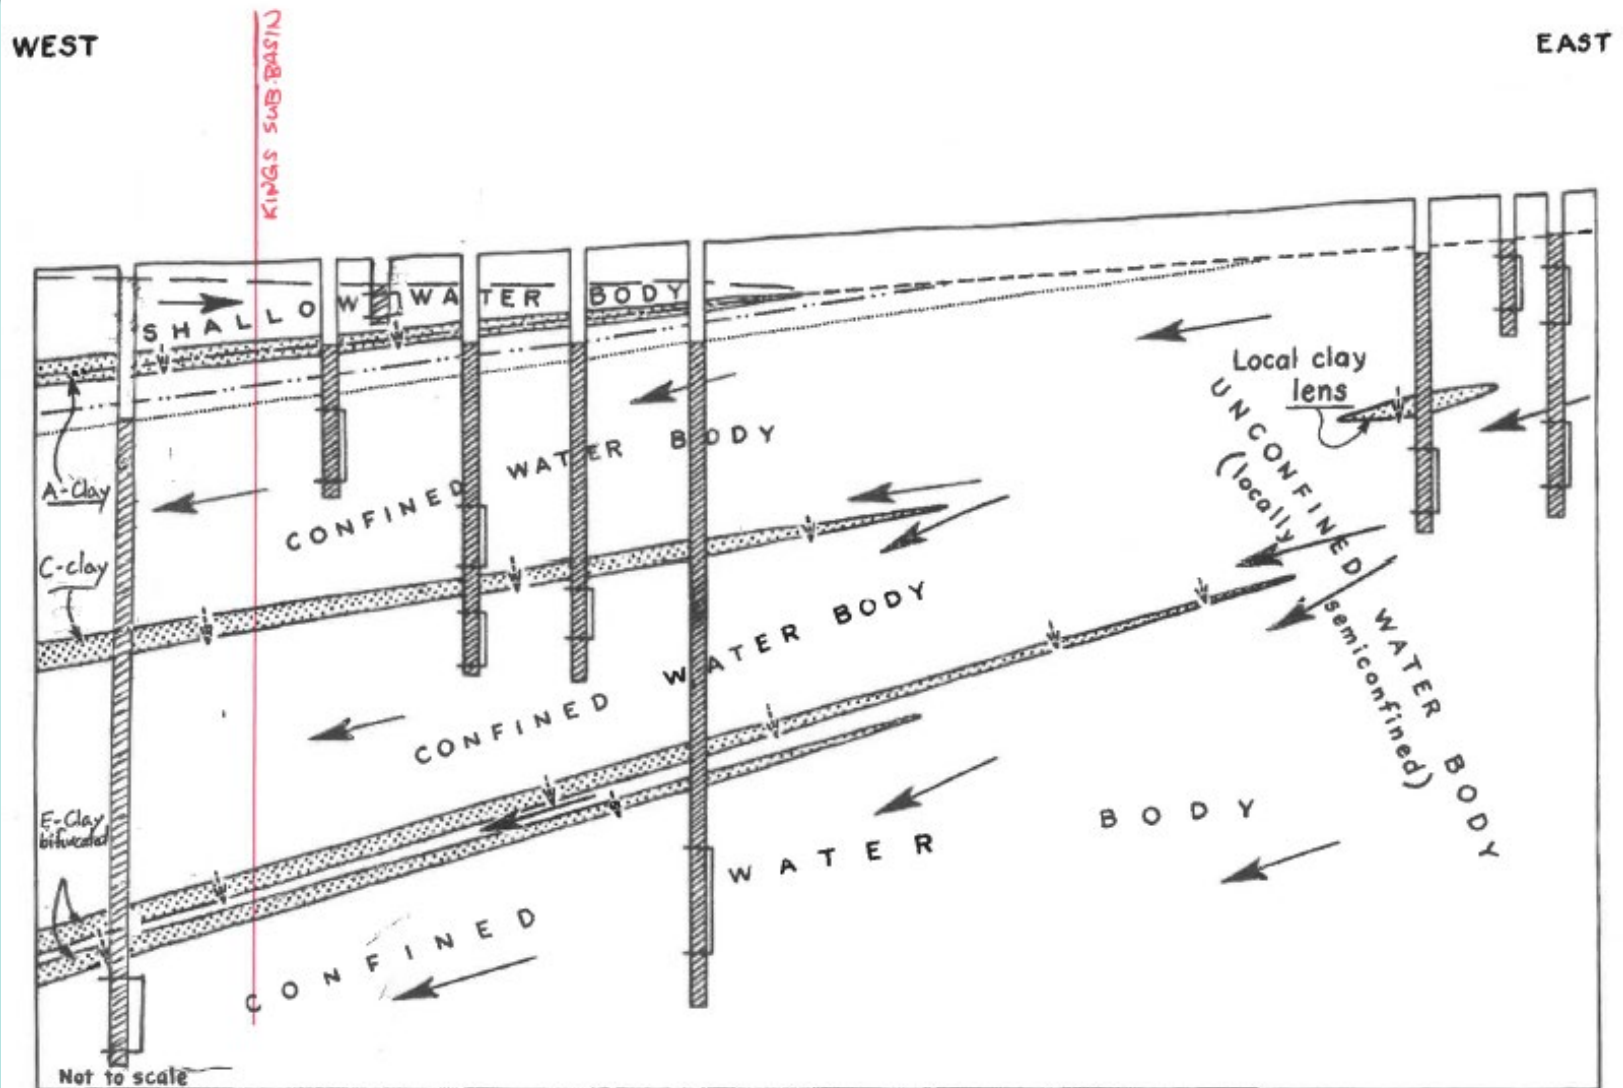 WEST
EAST
KINGS SUB-BASIN
SHALLOW WATER BODY
Local clay
lens
UNCONFINED WATER BODY
(locally semiconfined)
A-Clay
CONFINED WATER BODY
C-clay
CONFINED WATER BODY
E-Clay
bifurcated
CONFINED WATER BODY
Not to scale